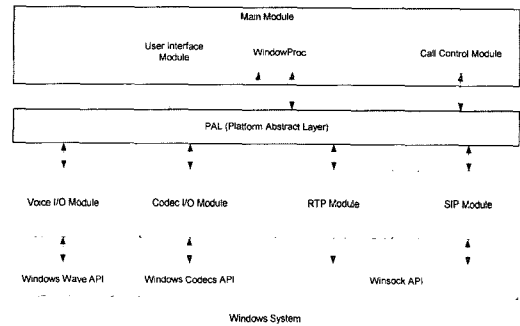 Main Module
User Interface
Module
WindowProc
Call Control Module
PAL (Platform Abstract Layer)
Voice I/O Module
Codec I/O Module
RTP Module
SIP Module
Windows Wave API
Windows Codecs API
Winsock API
Windows System